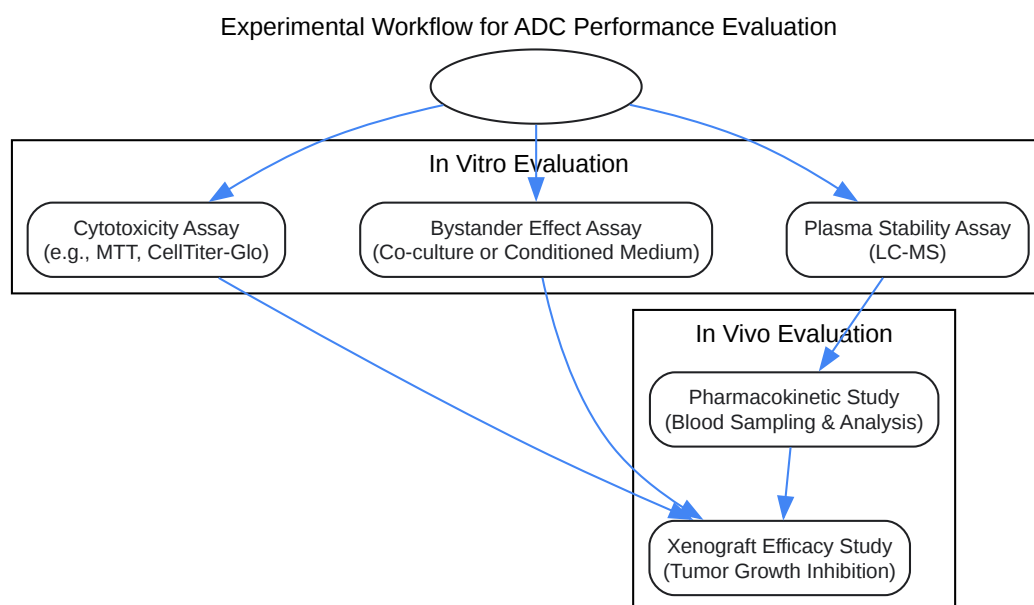 Experimental Workflow for ADC Performance Evaluation
In Vitro Evaluation
Cytotoxicity Assay
(e.g., MTT, CellTiter-Glo)
Bystander Effect Assay
(Co-culture or Conditioned Medium)
Plasma Stability Assay
(LC-MS)
In Vivo Evaluation
Pharmacokinetic Study
(Blood Sampling & Analysis)
Xenograft Efficacy Study
(Tumor Growth Inhibition)